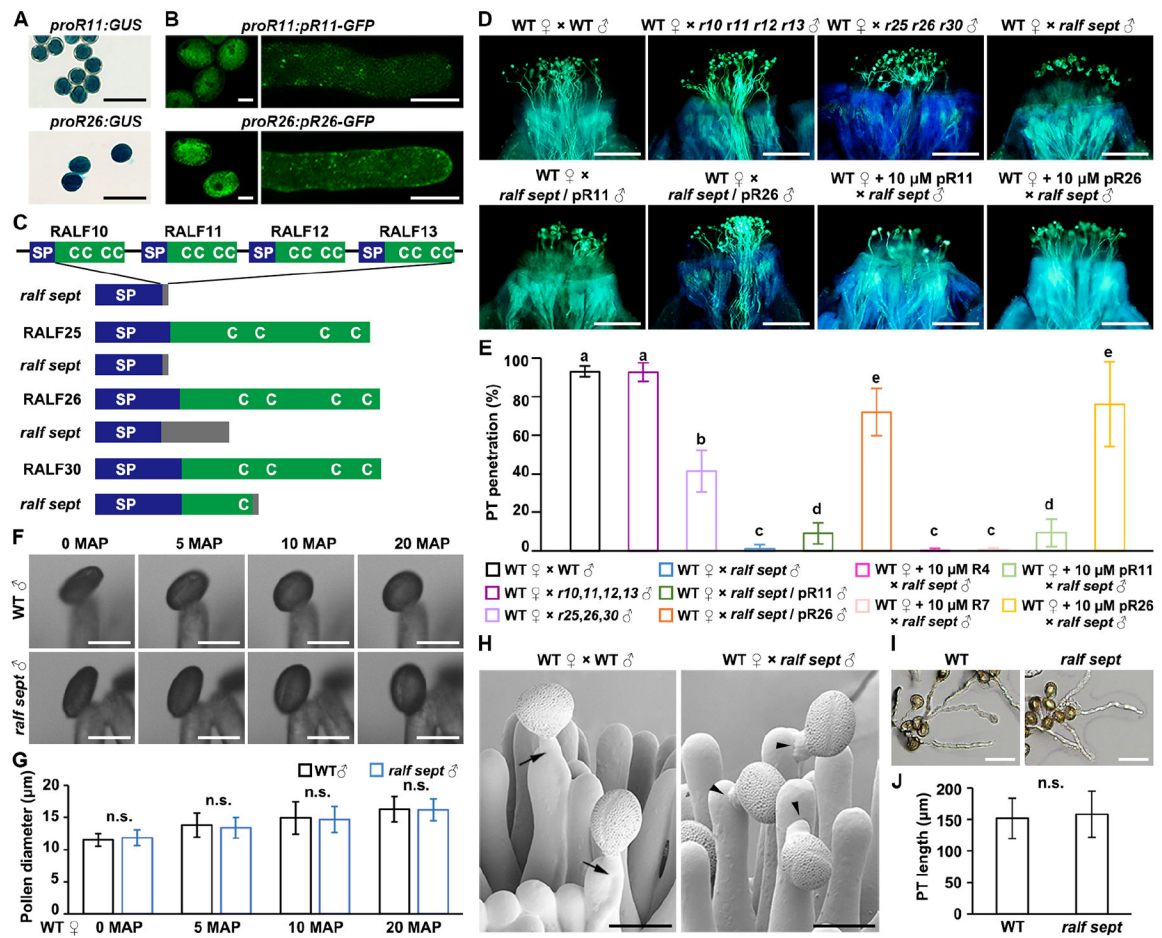 A
proR11:GUS
proR26:GUS
B
proR11:pR11-GFP
proR26:pR26-GFP
C
RALF10 RALF11 RALF12 RALF13
SP CC CC SP CC CC SP CC CC SP CC CC
ralf sept SP
RALF25 SP C C C C
ralf sept SP
RALF26 SP C C C C
ralf sept SP
RALF30 SP C C C C
ralf sept SP C
D
WT ♀ × WT ♂ WT ♀ × r10 r11 r12 r13 ♂ WT ♀ × r25 r26 r30 ♂ WT ♀ × ralf sept ♂
WT ♀ × WT ♀ × WT ♀ + 10 µM pR11 WT ♀ + 10 µM pR26
ralf sept / pR11 ♂ ralf sept / pR26 ♂ × ralf sept ♂ × ralf sept ♂
E
PT penetration (%)
100
80
60
40
20
0
a a b c d e c c d e
WT ♀ × WT ♂ WT ♀ × ralf sept ♂ WT ♀ + 10 µM R4 WT ♀ + 10 µM pR11
× ralf sept ♂ × ralf sept ♂
WT ♀ × r10,11,12,13 ♂ WT ♀ × ralf sept / pR11 ♂
WT ♀ × r25,26,30 ♂ WT ♀ × ralf sept / pR26 ♂ WT ♀ + 10 µM R7 WT ♀ + 10 µM pR26
× ralf sept ♂ × ralf sept ♂
F
0 MAP 5 MAP 10 MAP 20 MAP
WT ♂
ralf sept ♂
G
WT♂ ralf sept ♂
Pollen diameter (µm)
20
15
10
5
0
n.s. n.s. n.s. n.s.
WT ♀ 0 MAP 5 MAP 10 MAP 20 MAP
H
WT ♀ × WT ♂ WT ♀ × ralf sept ♂
I
WT ralf sept
J
n.s.
PT length (µm)
200
150
100
50
0
WT ralf sept